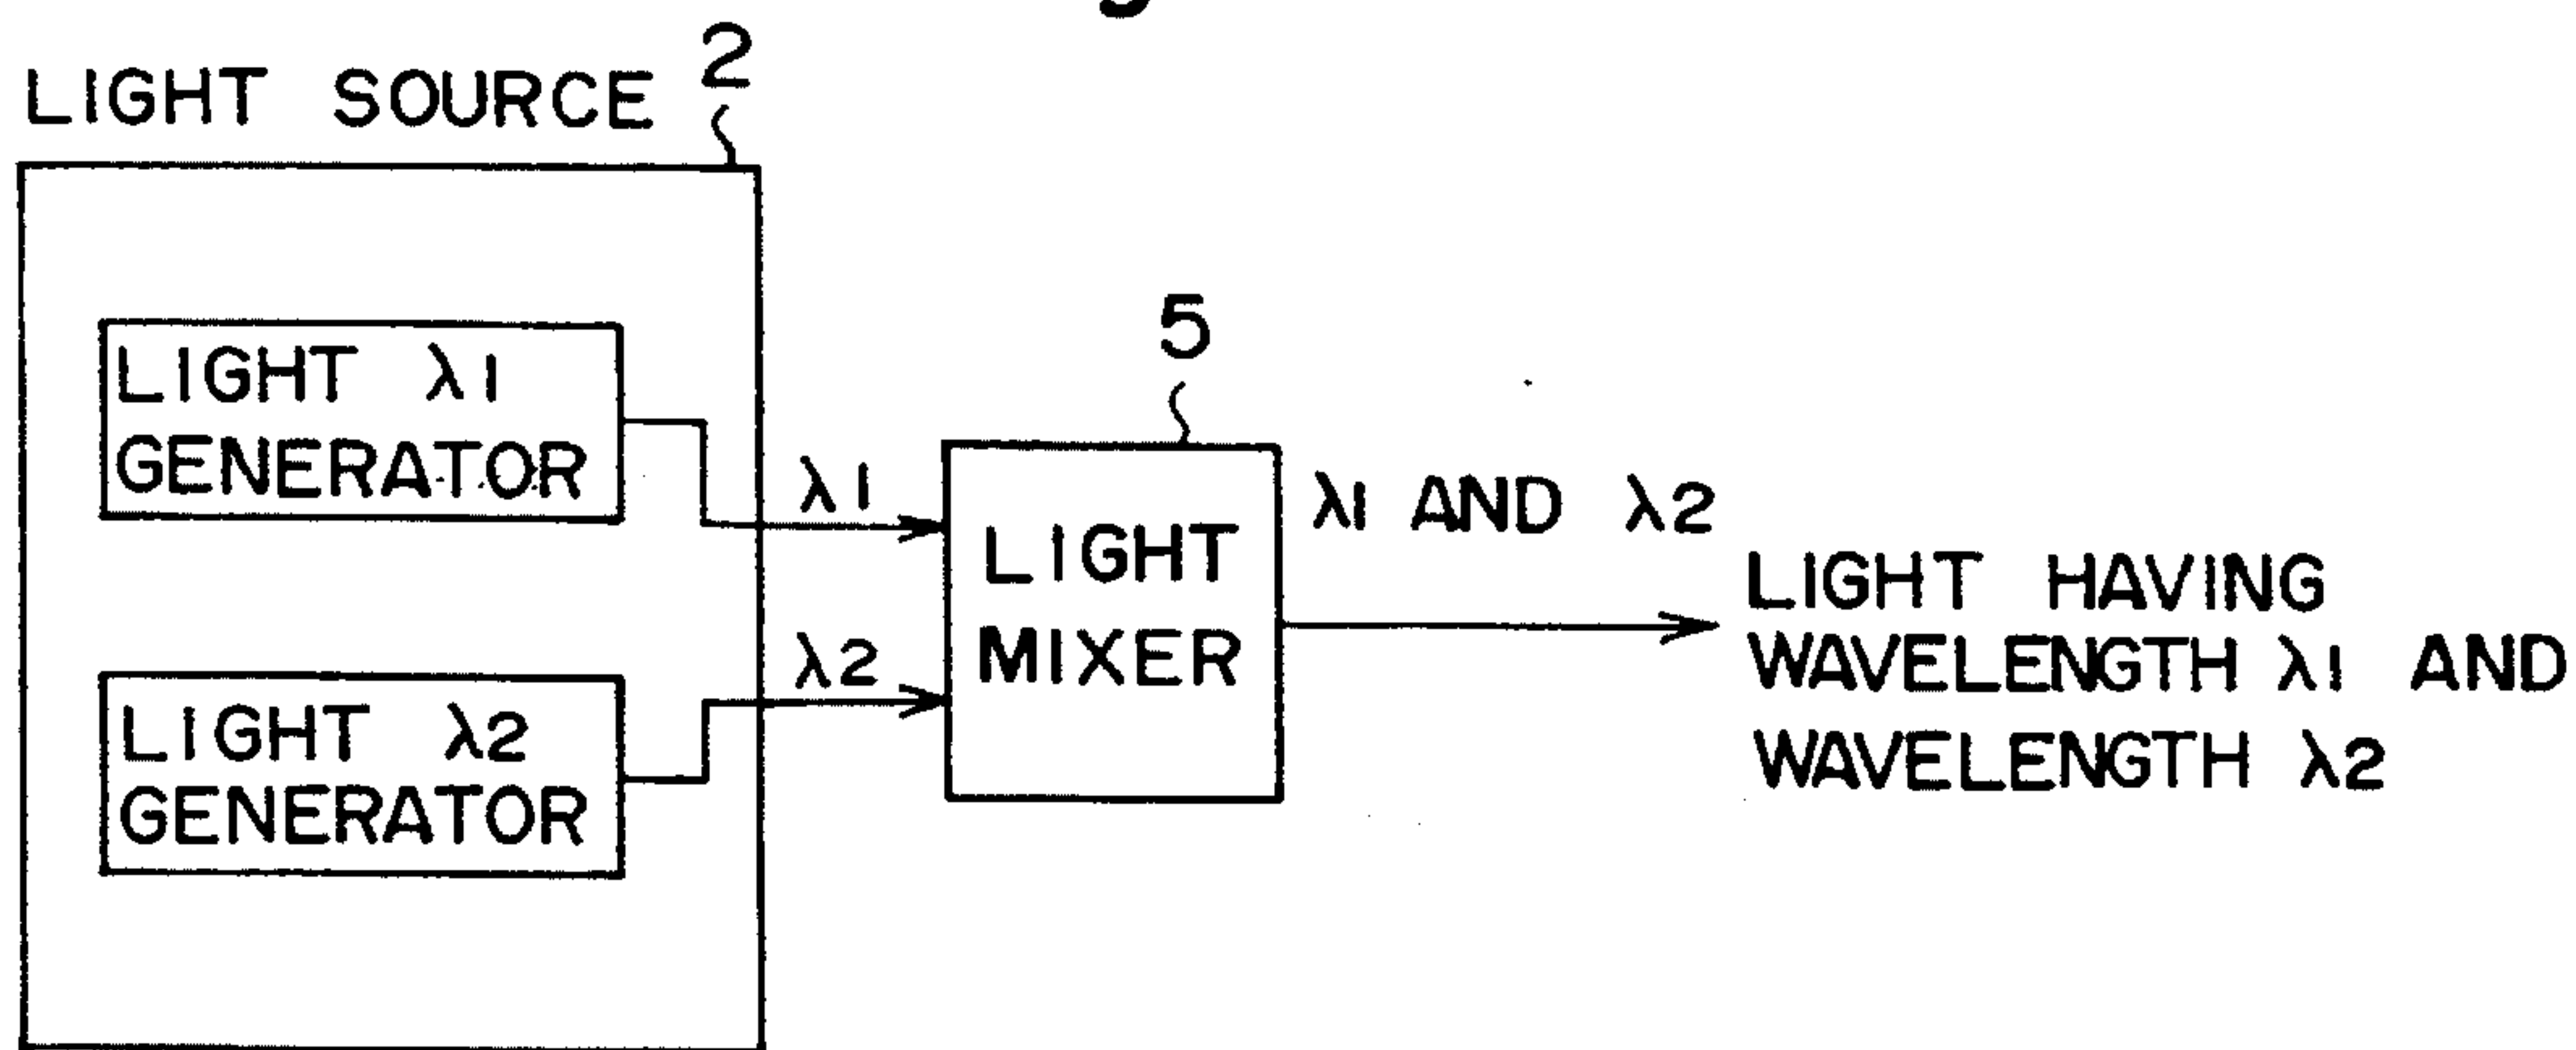 LIGHT SOURCE 2
LIGHT λ1
GENERATOR
LIGHT λ2
GENERATOR
λ1
λ2
5
LIGHT
MIXER
λ1 AND λ2
LIGHT HAVING
WAVELENGTH λ1 AND
WAVELENGTH λ2